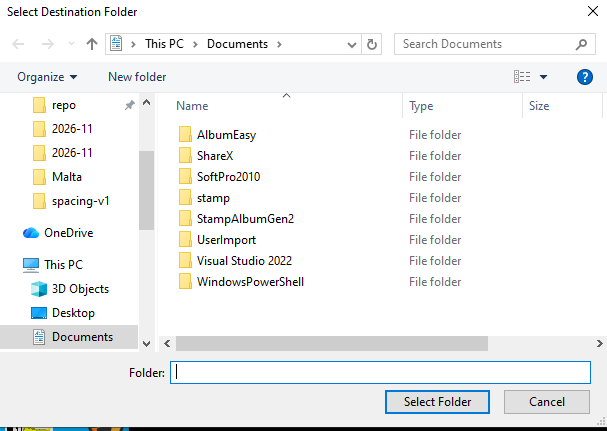 Select Destination Folder
This PC > Documents >
Search Documents
Organize
New folder
?
repo
2026-11
2026-11
Malta
spacing-v1
OneDrive
This PC
3D Objects
Desktop
Documents
Name Type Size
AlbumEasy File folder
ShareX File folder
SoftPro2010 File folder
stamp File folder
StampAlbumGen2 File folder
UserImport File folder
Visual Studio 2022 File folder
WindowsPowerShell File folder
Folder:
Select Folder
Cancel